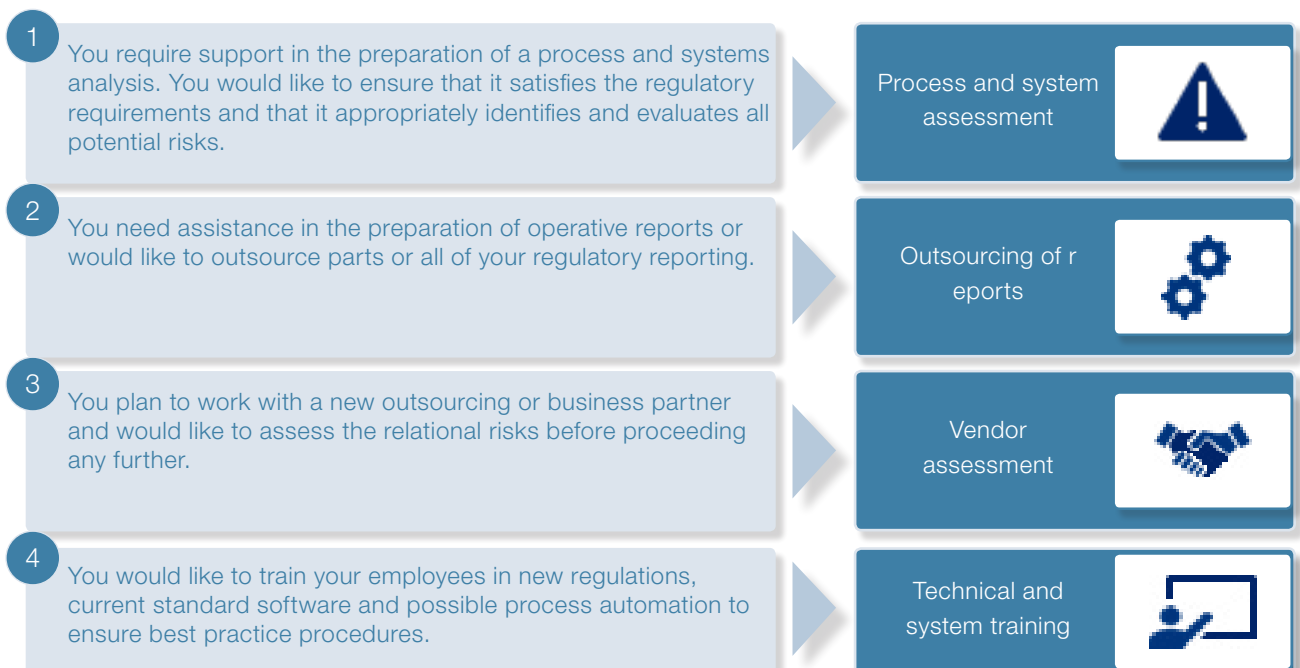 1
You require support in the preparation of a process and systems
analysis. You would like to ensure that it satisfies the regulatory
requirements and that it appropriately identifies and evaluates all
potential risks.
Process and system
assessment
2
You need assistance in the preparation of operative reports or
would like to outsource parts or all of your regulatory reporting.
Outsourcing of r
eports
3
You plan to work with a new outsourcing or business partner
and would like to assess the relational risks before proceeding
any further.
Vendor
assessment
4
You would like to train your employees in new regulations,
current standard software and possible process automation to
ensure best practice procedures.
Technical and
system training